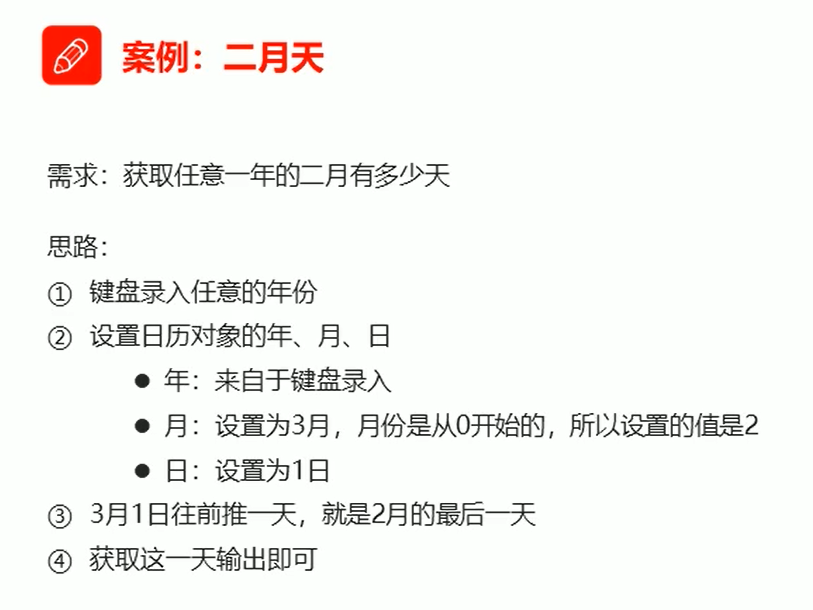 案例：二月天
需求：获取任意一年的二月有多少天
思路：
① 键盘录入任意的年份
② 设置日历对象的年、月、日
● 年：来自于键盘录入
● 月：设置为3月，月份是从0开始的，所以设置的值是2
● 日：设置为1日
③ 3月1日往前推一天，就是2月的最后一天
④ 获取这一天输出即可